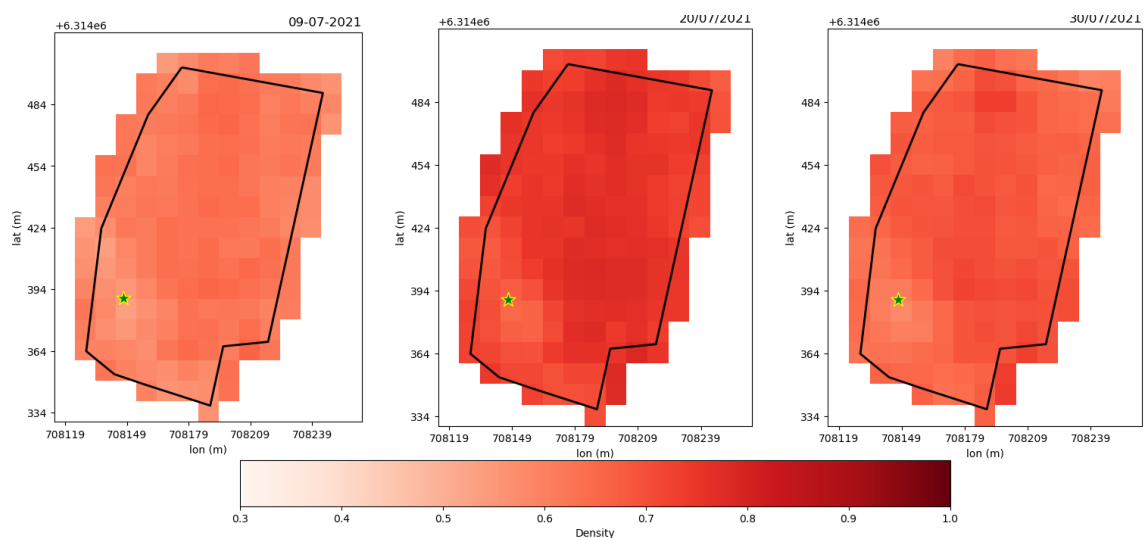 +6.314e6 09-07-2021
+6.314e6 20/07/2021
+6.314e6 30/07/2021
lat (m)
484
454
424
394
364
334
lat (m)
484
454
424
394
364
334
lat (m)
484
454
424
394
364
334
708119 708149 708179 708209 708239
lon (m)
708119 708149 708179 708209 708239
lon (m)
708119 708149 708179 708209 708239
lon (m)
0.3 0.4 0.5 0.6 0.7 0.8 0.9 1.0
Density